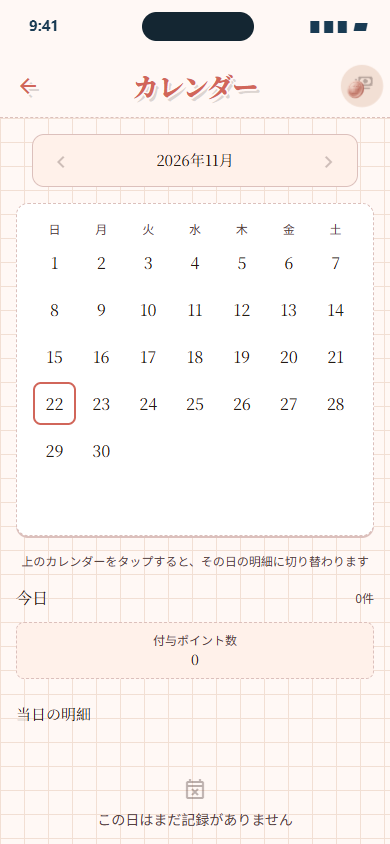 9:41
カレンダー
2026年11月
日 月 火 水 木 金 土
1 2 3 4 5 6 7
8 9 10 11 12 13 14
15 16 17 18 19 20 21
22 23 24 25 26 27 28
29 30
上のカレンダーをタップすると、その日の明細に切り替わります
今日 0件
付与ポイント数
0
当日の明細
この日はまだ記録がありません